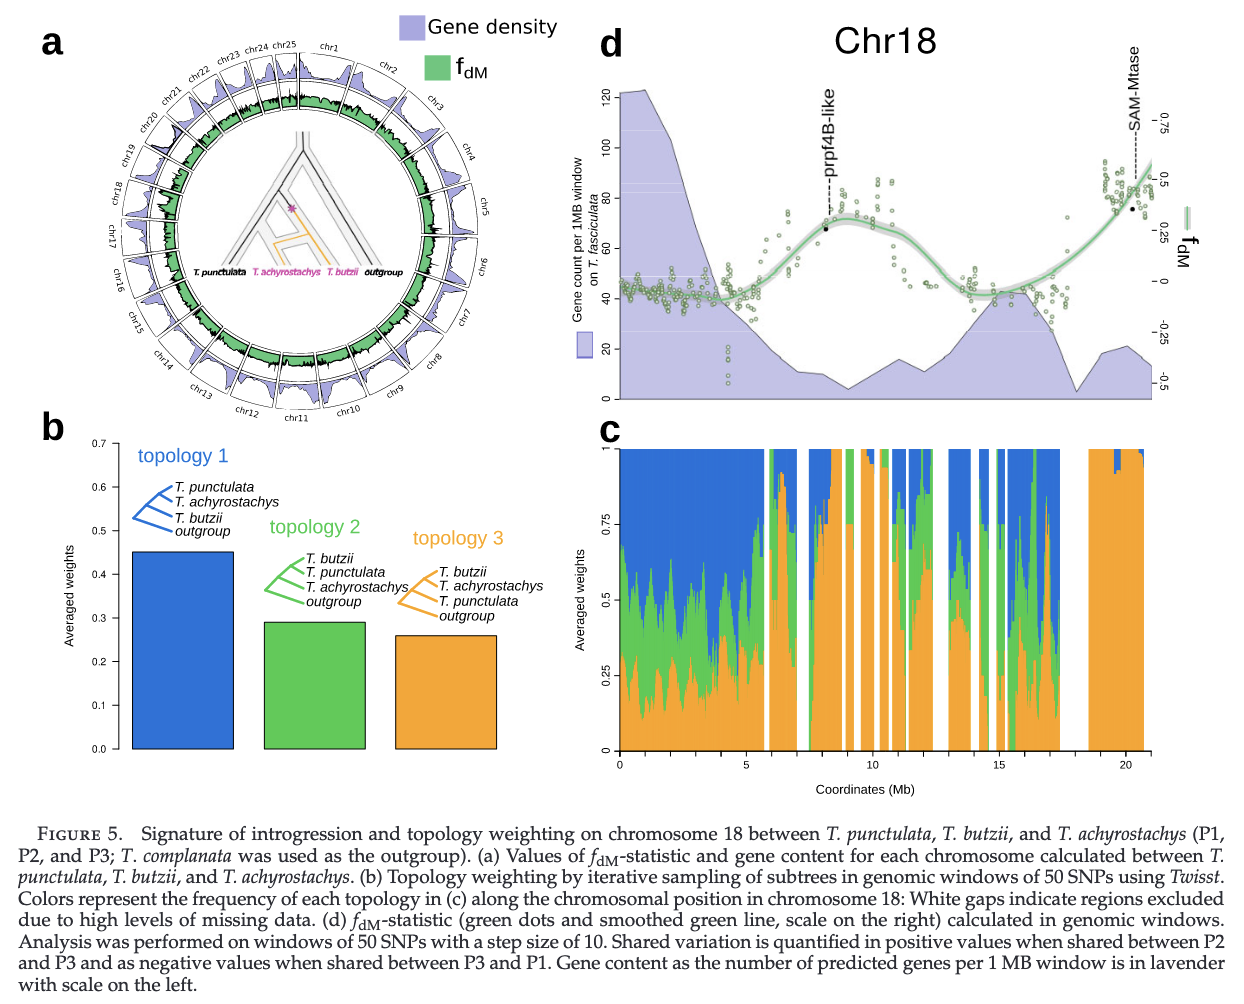 a
Gene density
fdM
chr1
chr2
chr3
chr4
chr5
chr6
chr7
chr8
chr9
chr10
chr11
chr12
chr13
chr14
chr15
chr16
chr17
chr18
chr19
chr20
chr21
chr22
chr23
chr24
chr25
T. punctulata T. achyrostachys T. butzii outgroup
d
Chr18
prpf4B-like
SAM-Mtase
Gene count per 1MB window
on T. fasciculata
120
100
80
60
40
20
0
0.75
0.5
0.25
0
-0.25
-0.5
fdM
b
Averaged weights
0.7
0.6
0.5
0.4
0.3
0.2
0.1
0.0
topology 1
T. punctulata
T. achyrostachys
T. butzii
outgroup
topology 2
T. butzii
T. punctulata
T. achyrostachys
outgroup
topology 3
T. butzii
T. achyrostachys
T. punctulata
outgroup
c
Averaged weights
1
0.75
0.5
0.25
0
0 5 10 15 20
Coordinates (Mb)
FIGURE 5. Signature of introgression and topology weighting on chromosome 18 between T. punctulata, T. butzii, and T. achyrostachys (P1,
P2, and P3; T. complanata was used as the outgroup). (a) Values of fdM-statistic and gene content for each chromosome calculated between T.
punctulata, T. butzii, and T. achyrostachys. (b) Topology weighting by iterative sampling of subtrees in genomic windows of 50 SNPs using Twisst.
Colors represent the frequency of each topology in (c) along the chromosomal position in chromosome 18: White gaps indicate regions excluded
due to high levels of missing data. (d) fdM-statistic (green dots and smoothed green line, scale on the right) calculated in genomic windows.
Analysis was performed on windows of 50 SNPs with a step size of 10. Shared variation is quantified in positive values when shared between P2
and P3 and as negative values when shared between P3 and P1. Gene content as the number of predicted genes per 1 MB window is in lavender
with scale on the left.